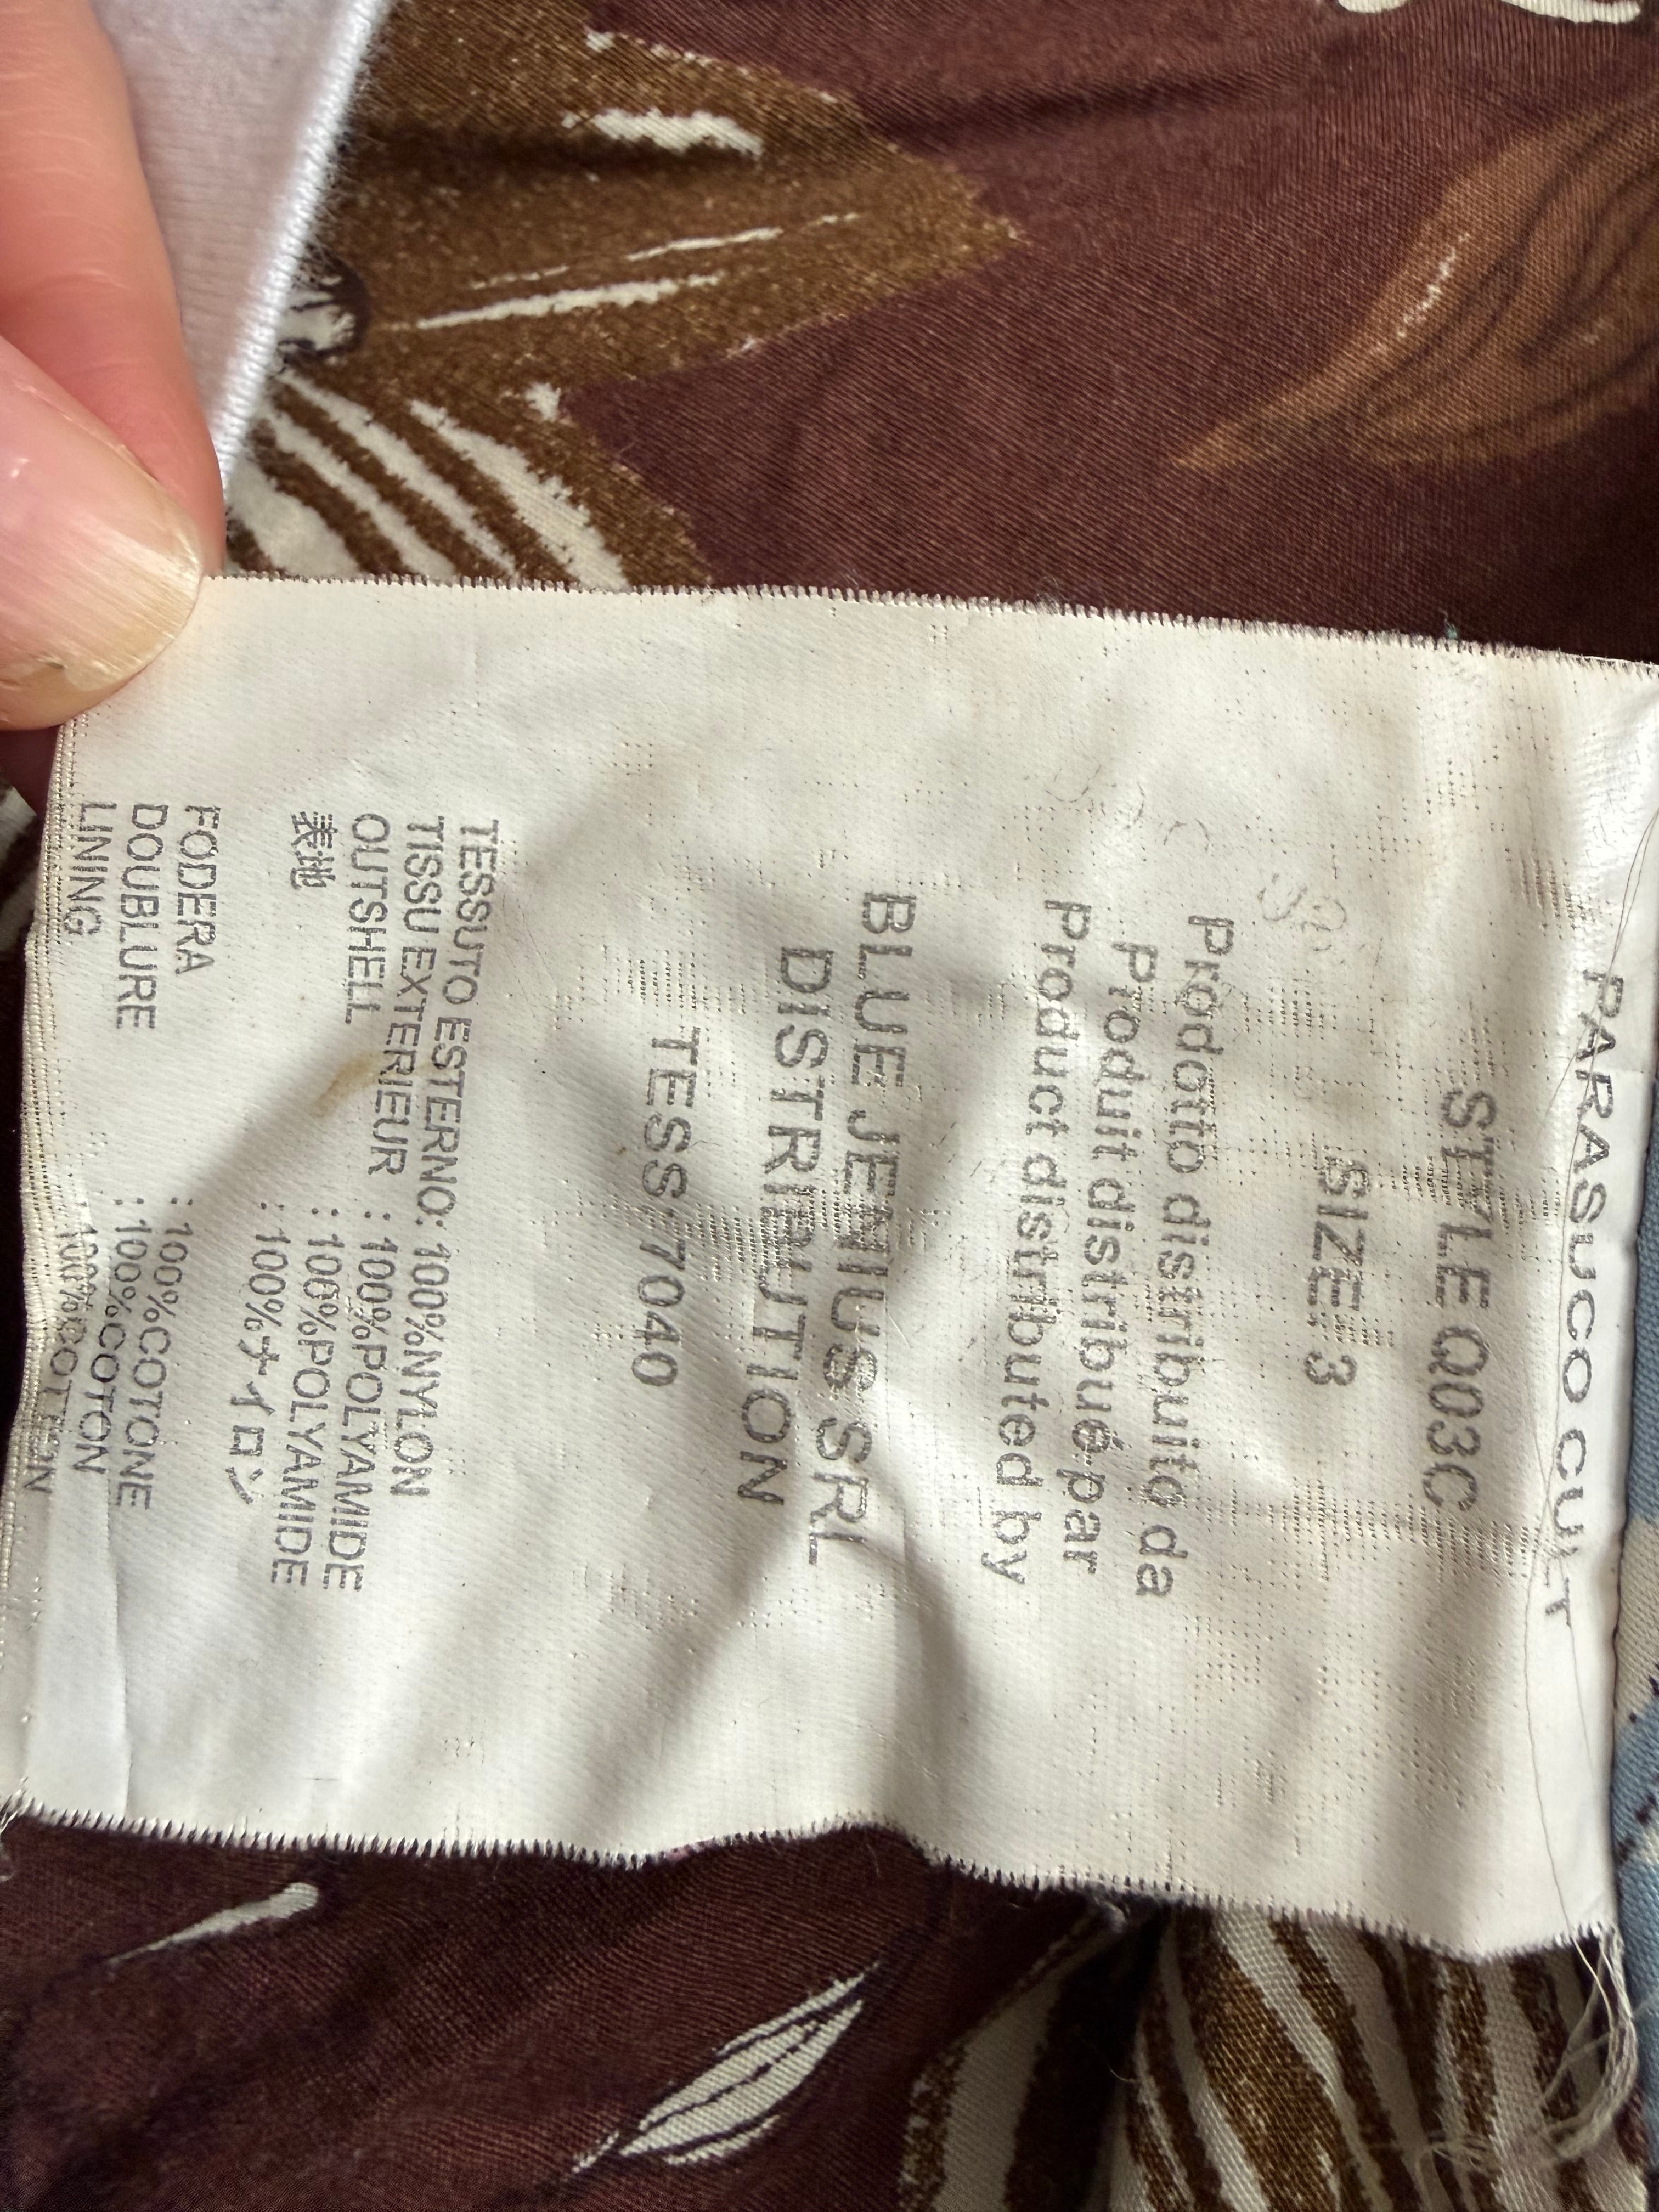 PARASUCO CULT
STYLE Q03C
SIZE: 3
Prodotto distribuito da
Produit distribué par
Product distributed by
BLUE JENIUS SRL
DISTRIBUTION
TESS:7040
TESSUTO ESTERNO: 100%NYLON
TISSU EXTERIEUR : 100%POLYAMIDE
OUTSHELL : 100%POLYAMIDE
表地 : 100%ナイロン
FODERA : 100%COTONE
DOUBLURE : 100%COTON
LINING 100%COTTON